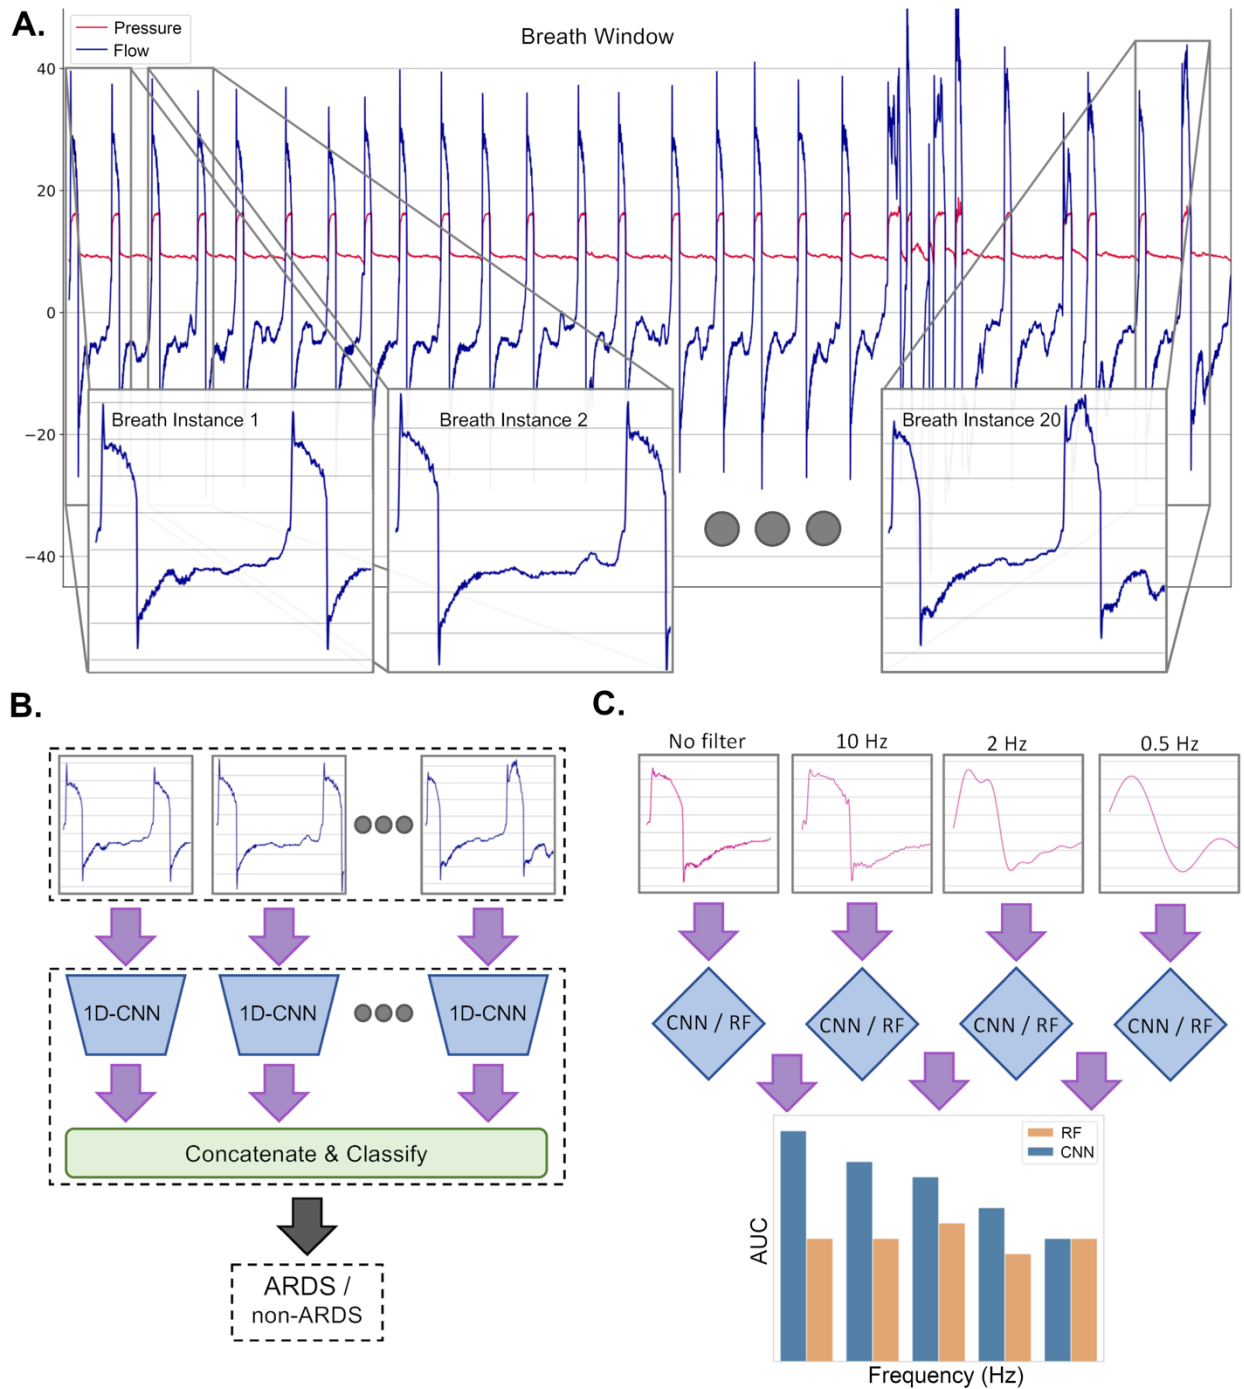 A.
Pressure
Flow
Breath Window
40
20
0
−20
−40
Breath Instance 1
Breath Instance 2
Breath Instance 20
B.
1D-CNN
1D-CNN
1D-CNN
Concatenate & Classify
ARDS /
non-ARDS
C.
No filter
10 Hz
2 Hz
0.5 Hz
CNN / RF
CNN / RF
CNN / RF
CNN / RF
RF
CNN
AUC
Frequency (Hz)